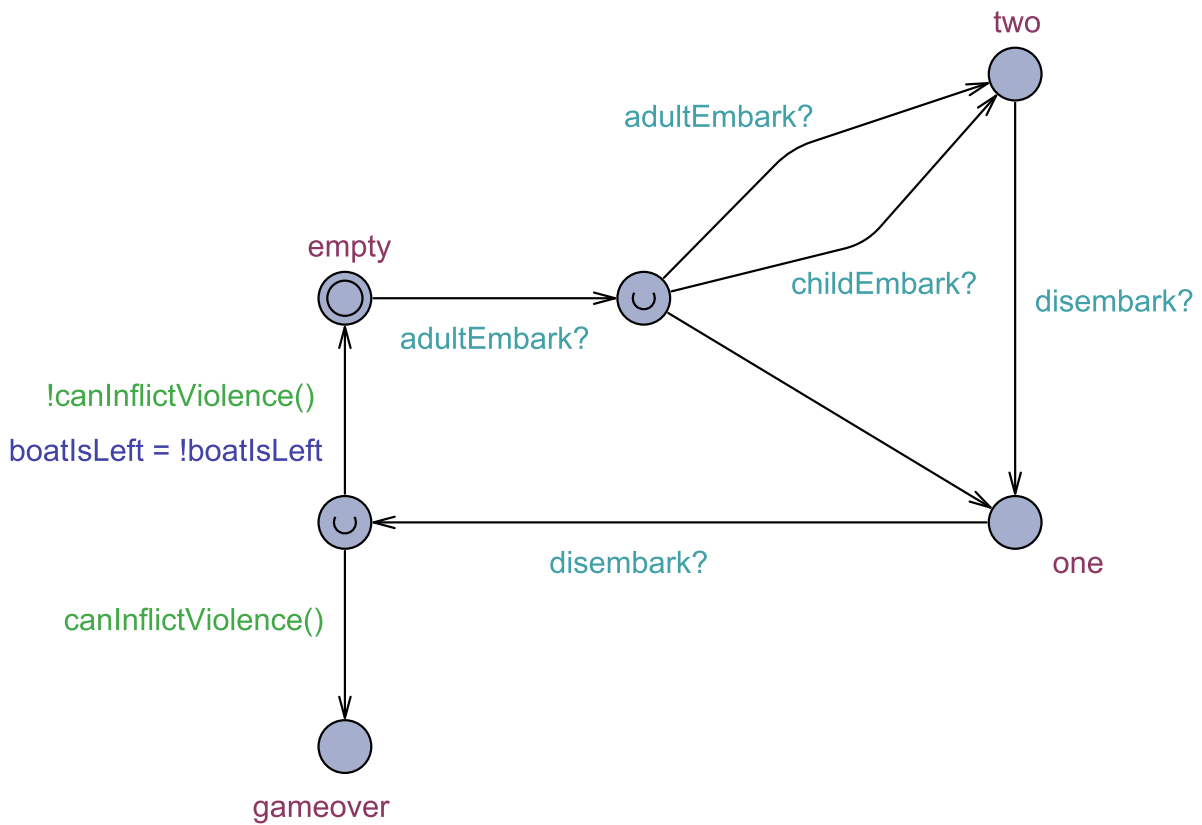 two
adultEmbark?
empty
childEmbark?
disembark?
adultEmbark?
!canInflictViolence()
boatIsLeft = !boatIsLeft
disembark?
one
canInflictViolence()
gameover